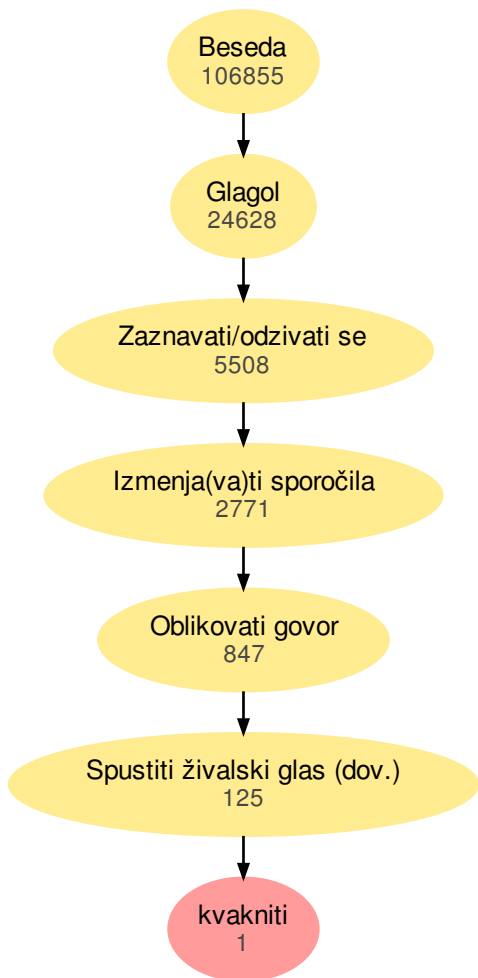 Beseda
106855
Glagol
24628
Zaznavati/odzivati se
5508
Izmenja(va)ti sporočila
2771
Oblikovati govor
847
Spustiti živalski glas (dov.)
125
kvakniti
1